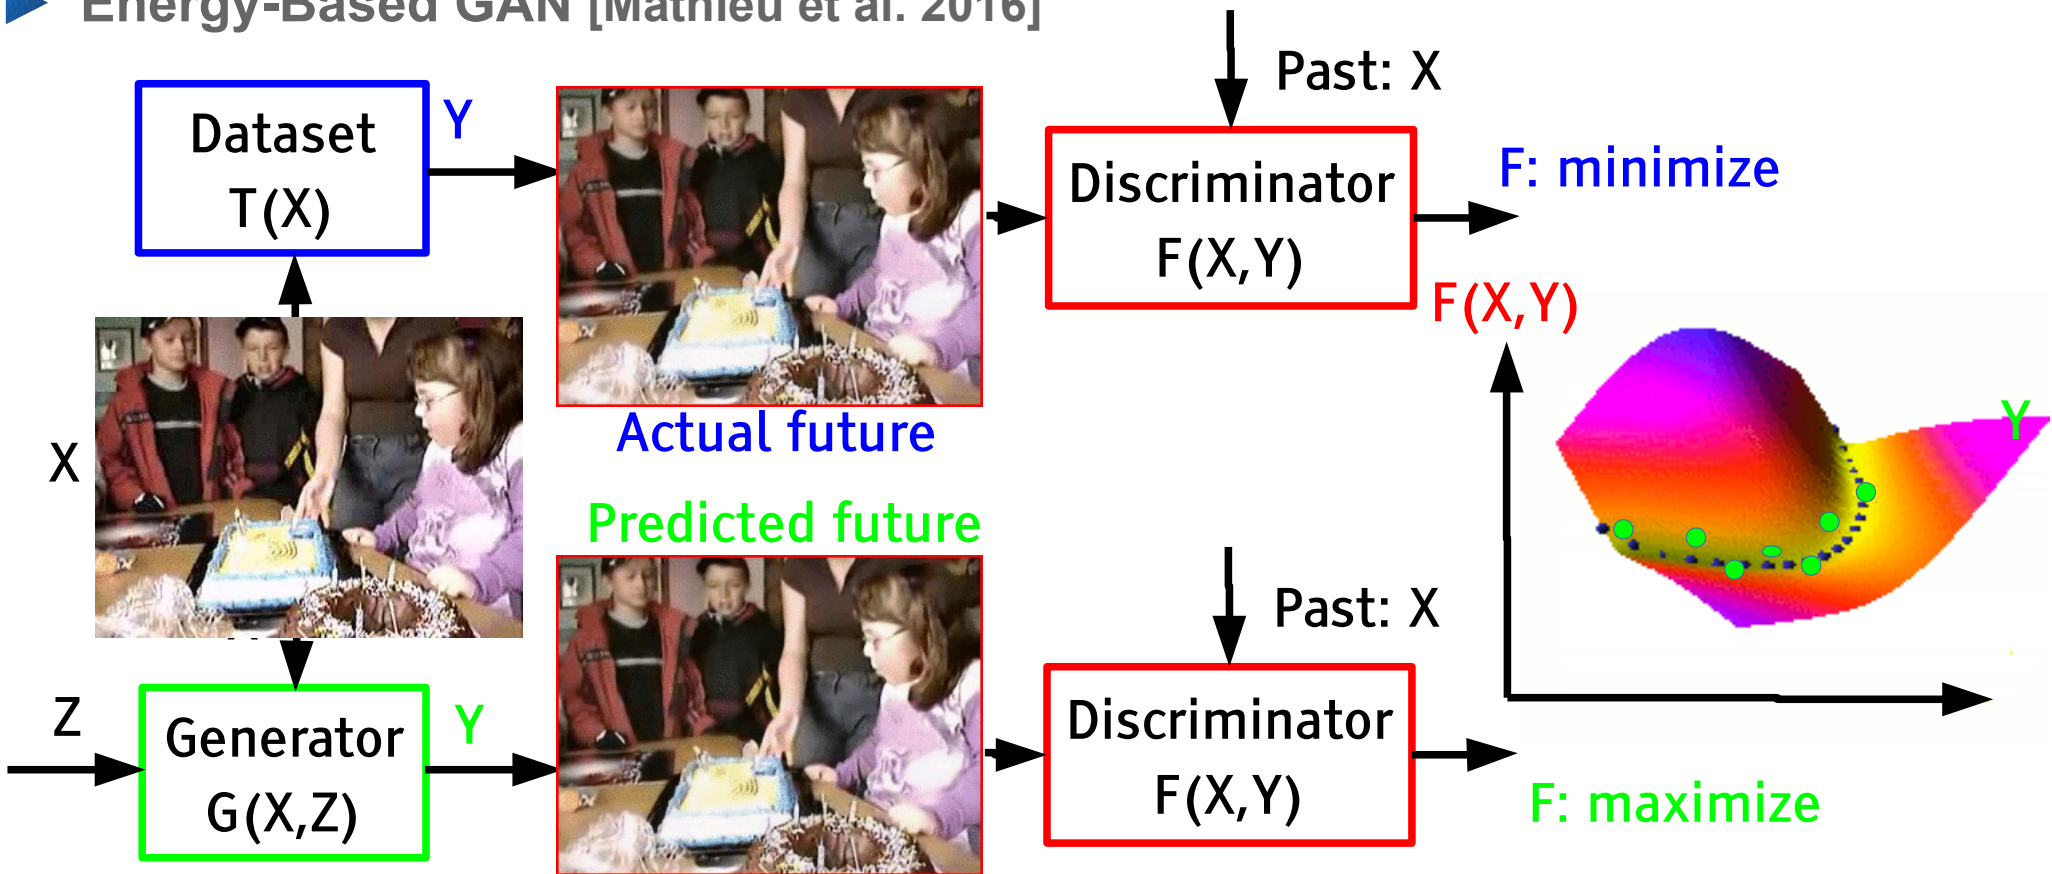 Energy-Based GAN [Mathieu et al. 2016]
Past: X
Dataset
T(X)
Y
Discriminator
F(X,Y)
F: minimize
F(X,Y)
Y
X
Actual future
Predicted future
Past: X
Z
Generator
G(X,Z)
Y
Discriminator
F(X,Y)
F: maximize